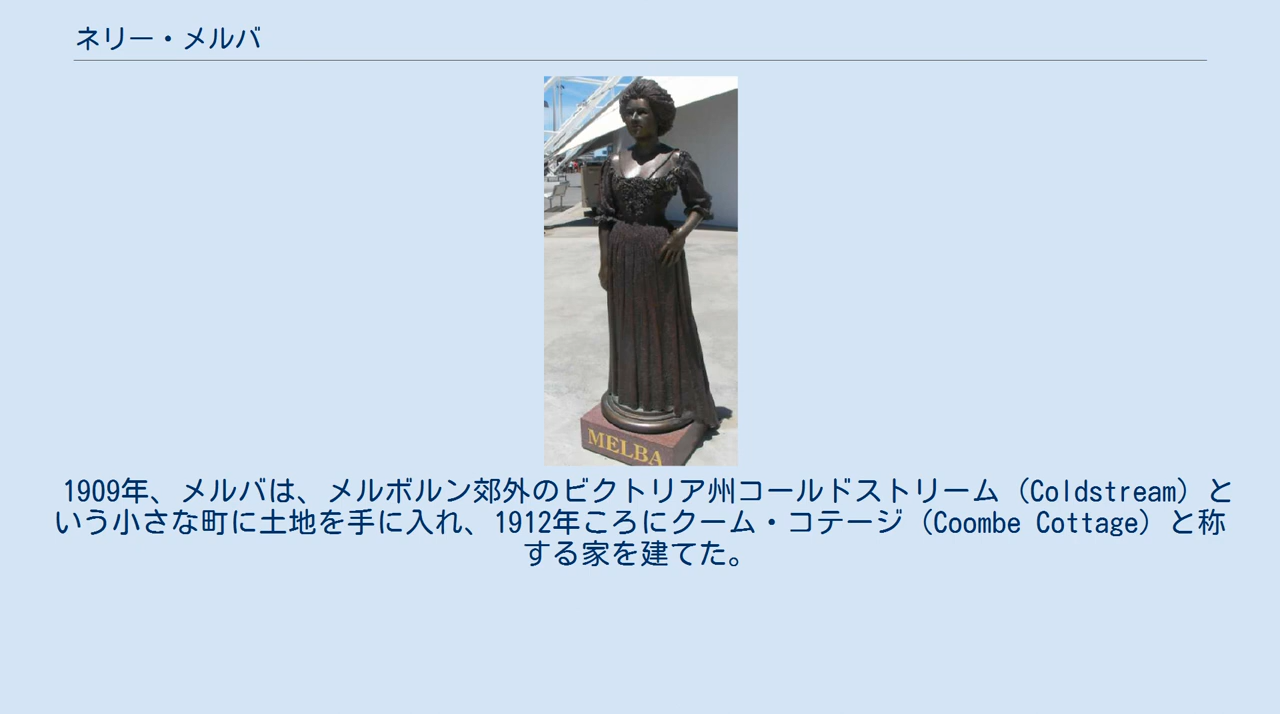 ネリー・メルバ
MELBA
1909年、メルバは、メルボルン郊外のビクトリア州コールドストリーム（Coldstream）と
いう小さな町に土地を手に入れ、1912年ころにクーム・コテージ（Coombe Cottage）と称
する家を建てた。